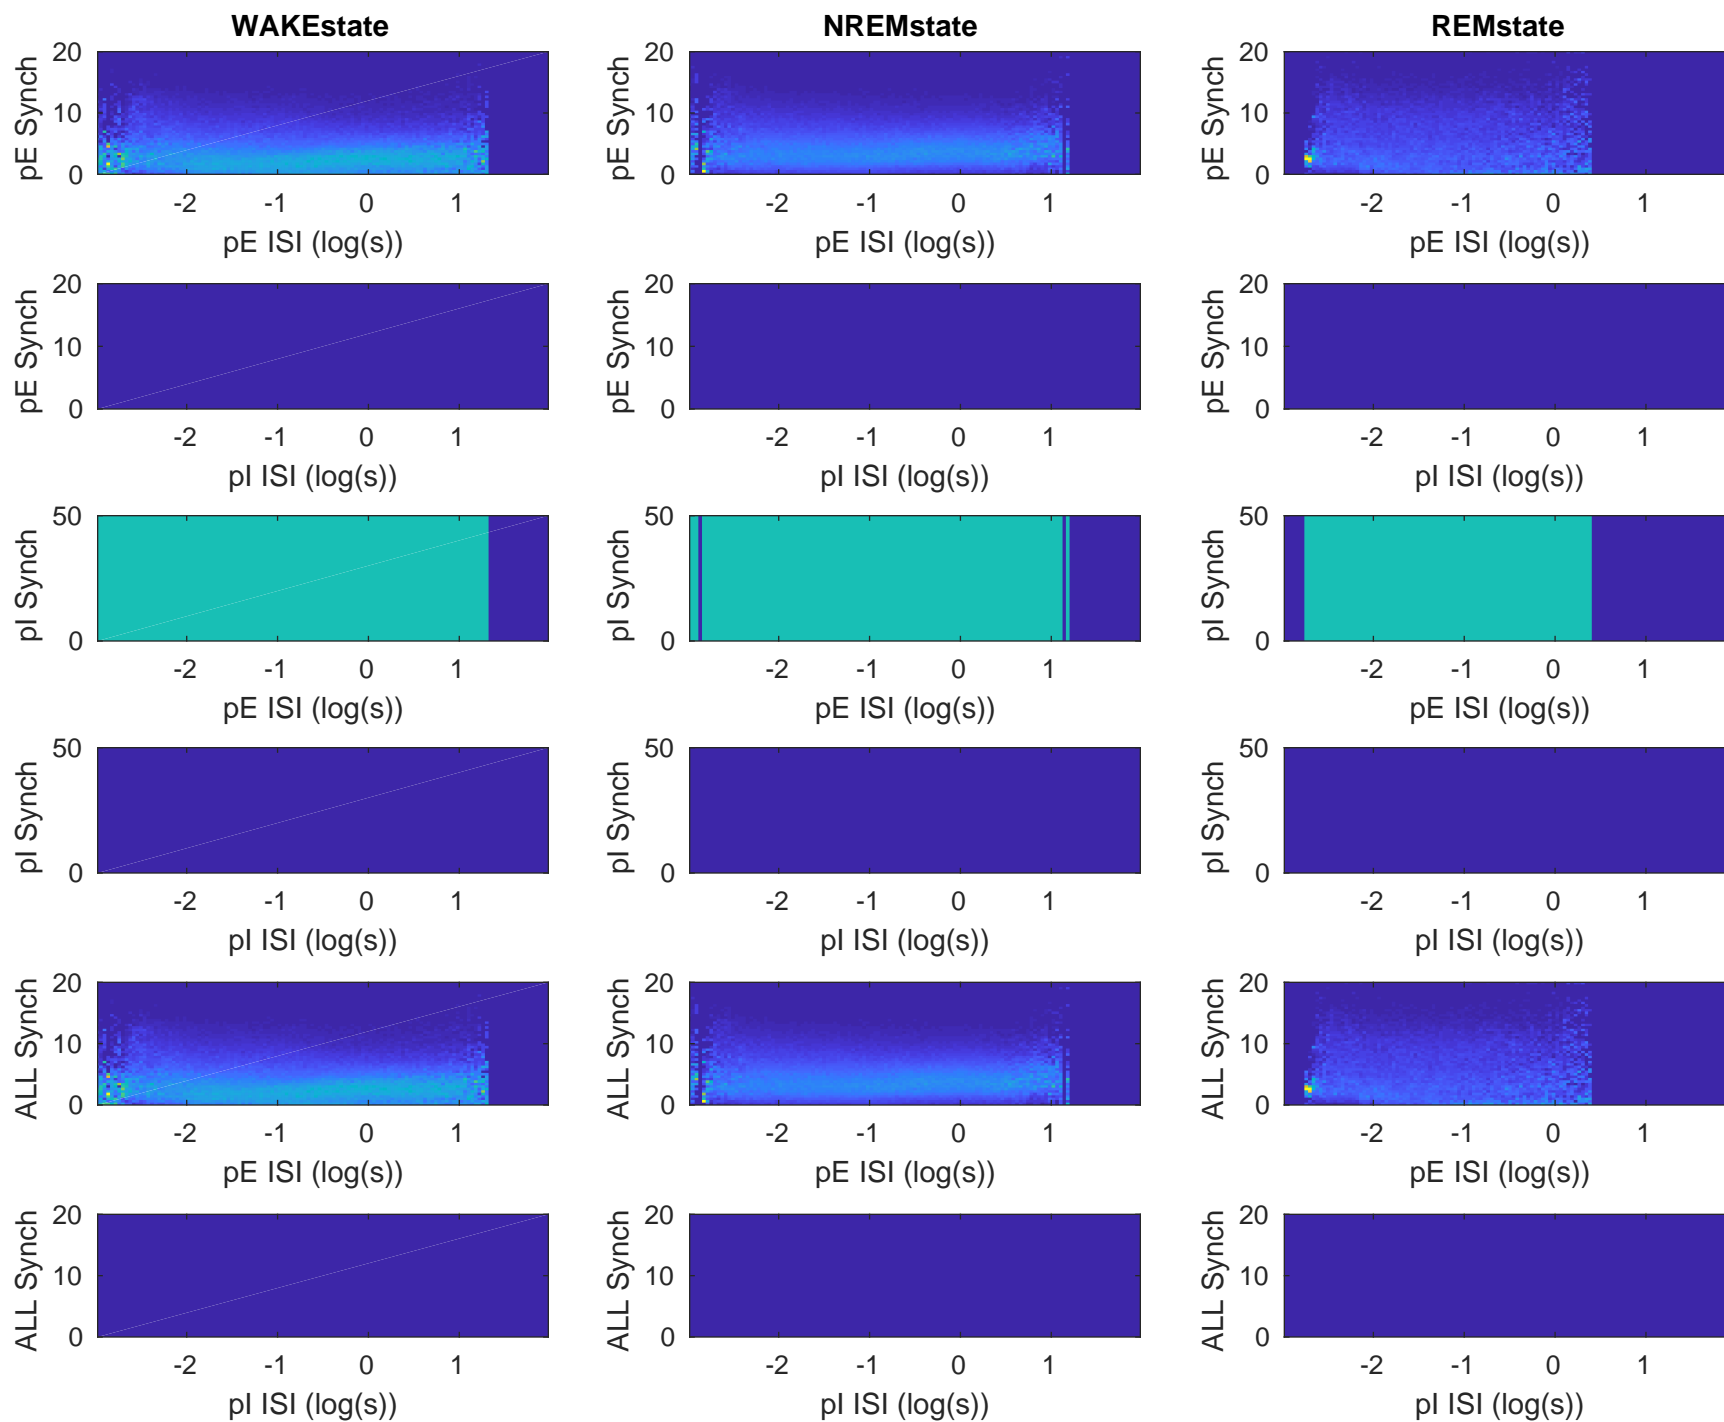 WAKEstate NREMstate REMstate
20 20 20
10 10 10
0 0 0
pE Synch pE Synch pE Synch
-2 -1 0 1 -2 -1 0 1 -2 -1 0 1
pE ISI (log(s)) pE ISI (log(s)) pE ISI (log(s))
20 20 20
10 10 10
0 0 0
pE Synch pE Synch pE Synch
-2 -1 0 1 -2 -1 0 1 -2 -1 0 1
pI ISI (log(s)) pI ISI (log(s)) pI ISI (log(s))
50 50 50
0 0 0
pI Synch pI Synch pI Synch
-2 -1 0 1 -2 -1 0 1 -2 -1 0 1
pE ISI (log(s)) pE ISI (log(s)) pE ISI (log(s))
50 50 50
0 0 0
pI Synch pI Synch pI Synch
-2 -1 0 1 -2 -1 0 1 -2 -1 0 1
pI ISI (log(s)) pI ISI (log(s)) pI ISI (log(s))
20 20 20
10 10 10
0 0 0
ALL Synch ALL Synch ALL Synch
-2 -1 0 1 -2 -1 0 1 -2 -1 0 1
pE ISI (log(s)) pE ISI (log(s)) pE ISI (log(s))
20 20 20
10 10 10
0 0 0
ALL Synch ALL Synch ALL Synch
-2 -1 0 1 -2 -1 0 1 -2 -1 0 1
pI ISI (log(s)) pI ISI (log(s)) pI ISI (log(s))